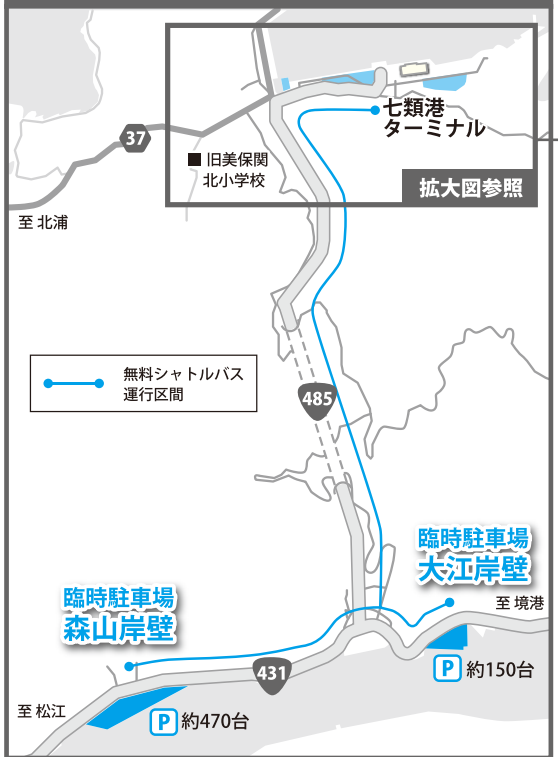 七類港
ターミナル
37
旧美保関
北小学校
拡大図参照
至 北浦
無料シャトルバス
運行区間
485
臨時駐車場
大江岸壁
臨時駐車場
森山岸壁
至 境港
P 約150台
431
至 松江
P 約470台